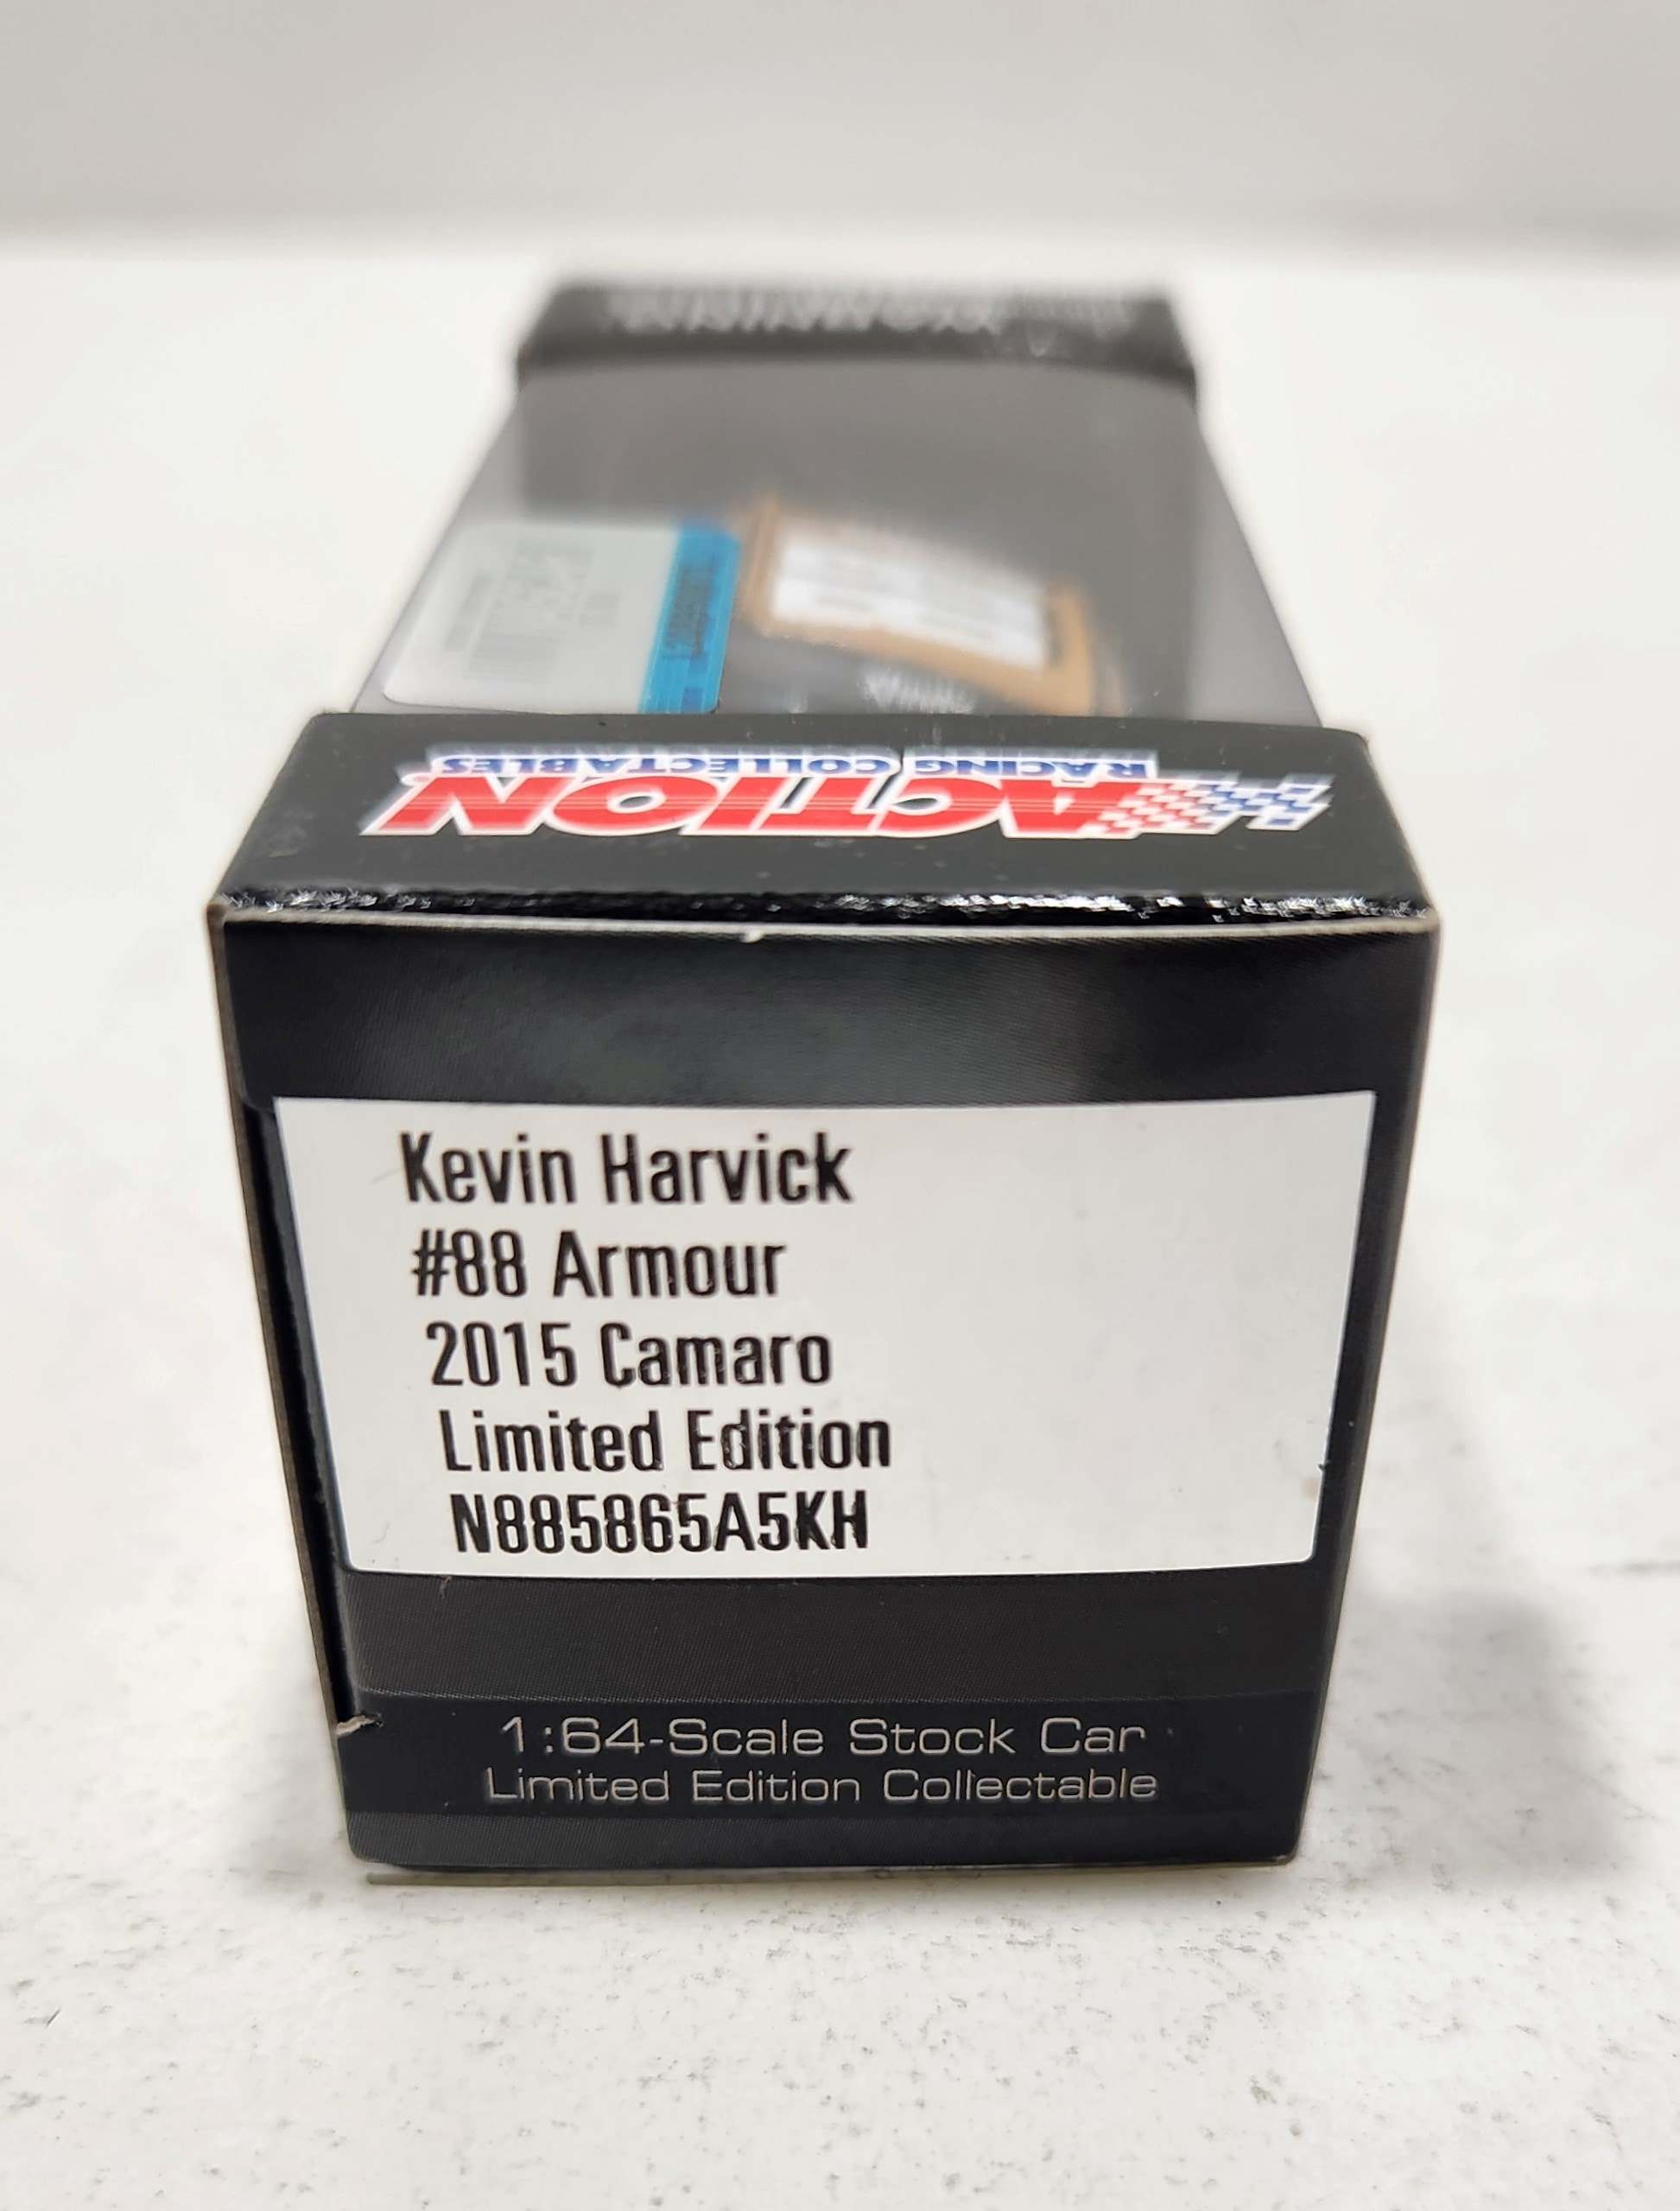 ACTION
RACING COLLECTABLES
Kevin Harvick
#88 Armour
2015 Camaro
Limited Edition
N885865A5KH
1:64-Scale Stock Car
Limited Edition Collectable